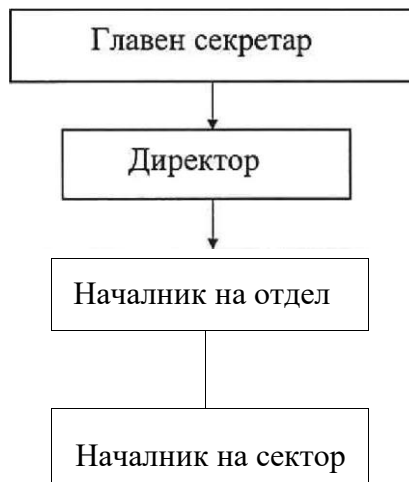 Главен секретар
Директор
Началник на отдел
Началник на сектор